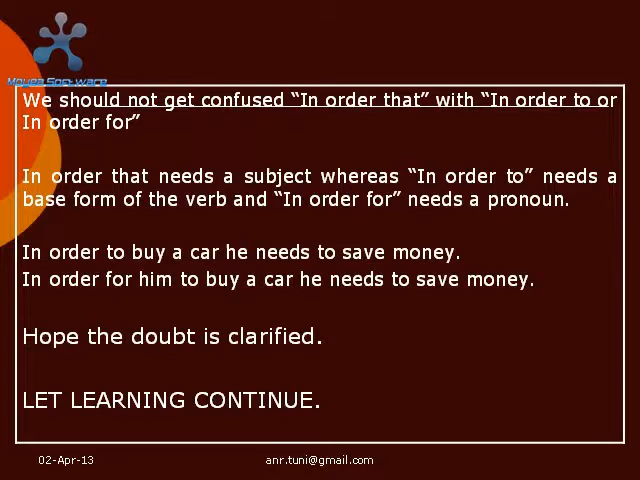 Moyea Software
We should not get confused “In order that” with “In order to or
In order for”
In order that needs a subject whereas “In order to” needs a
base form of the verb and “In order for” needs a pronoun.
In order to buy a car he needs to save money.
In order for him to buy a car he needs to save money.
Hope the doubt is clarified.
LET LEARNING CONTINUE.
02-Apr-13
anr.tuni@gmail.com